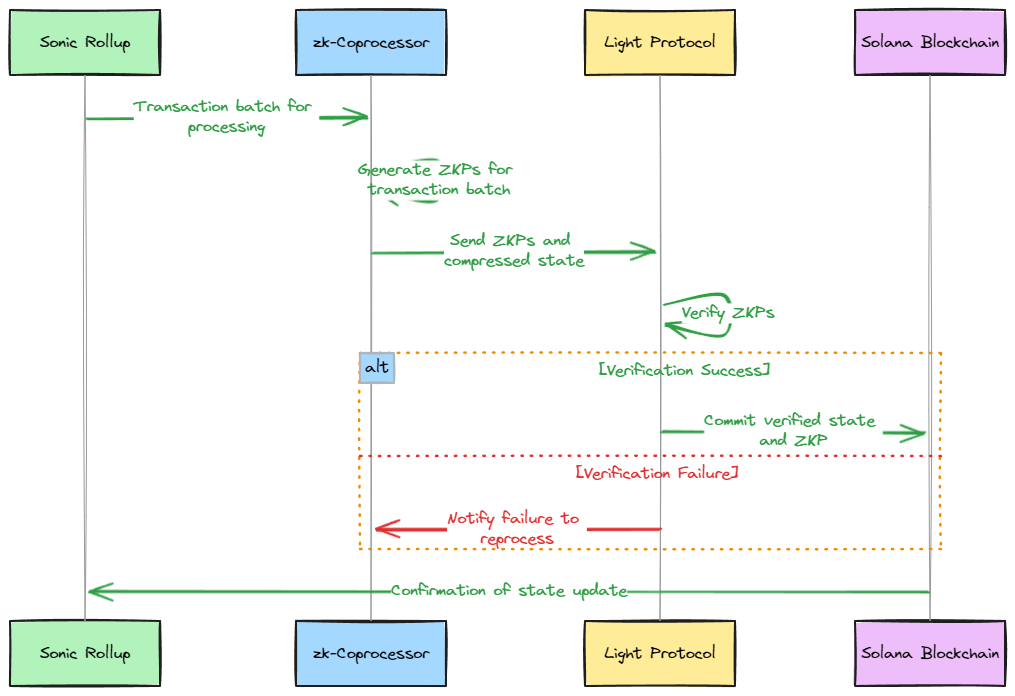 Sonic Rollup
zk-Coprocessor
Light Protocol
Solana Blockchain
Transaction batch for
processing
Generate ZKPs for
transaction batch
Send ZKPs and
compressed state
Verify ZKPs
alt
[Verification Success]
Commit verified state
and ZKP
[Verification Failure]
Notify failure to
reprocess
Confirmation of state update
Sonic Rollup
zk-Coprocessor
Light Protocol
Solana Blockchain